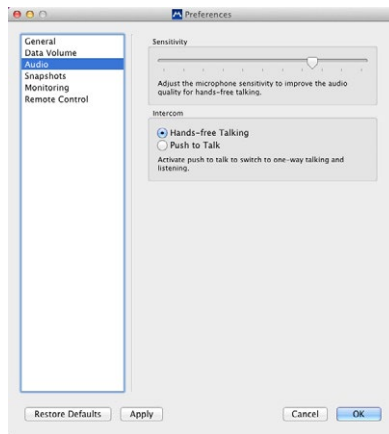 Preferences
General
Data Volume
Audio
Snapshots
Monitoring
Remote Control
Sensitivity
Adjust the microphone sensitivity to improve the audio
quality for hands-free talking.
Intercom
Hands-free Talking
Push to Talk
Activate push to talk to switch to one-way talking and
listening.
Restore Defaults
Apply
Cancel
OK